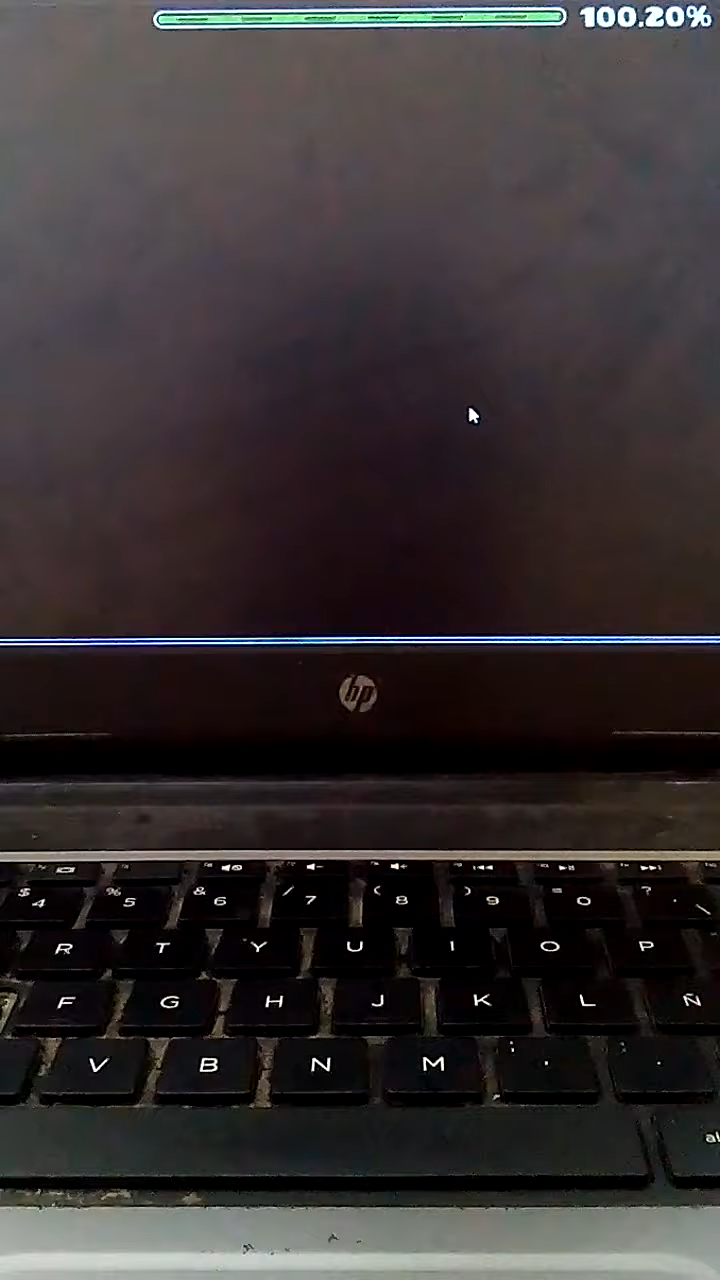 100.20%
hp
$ % & / ( ) = ?
4 5 6 7 8 9 0 '
R T Y U I O P
F G H J K L Ñ
V B N M ; , : .